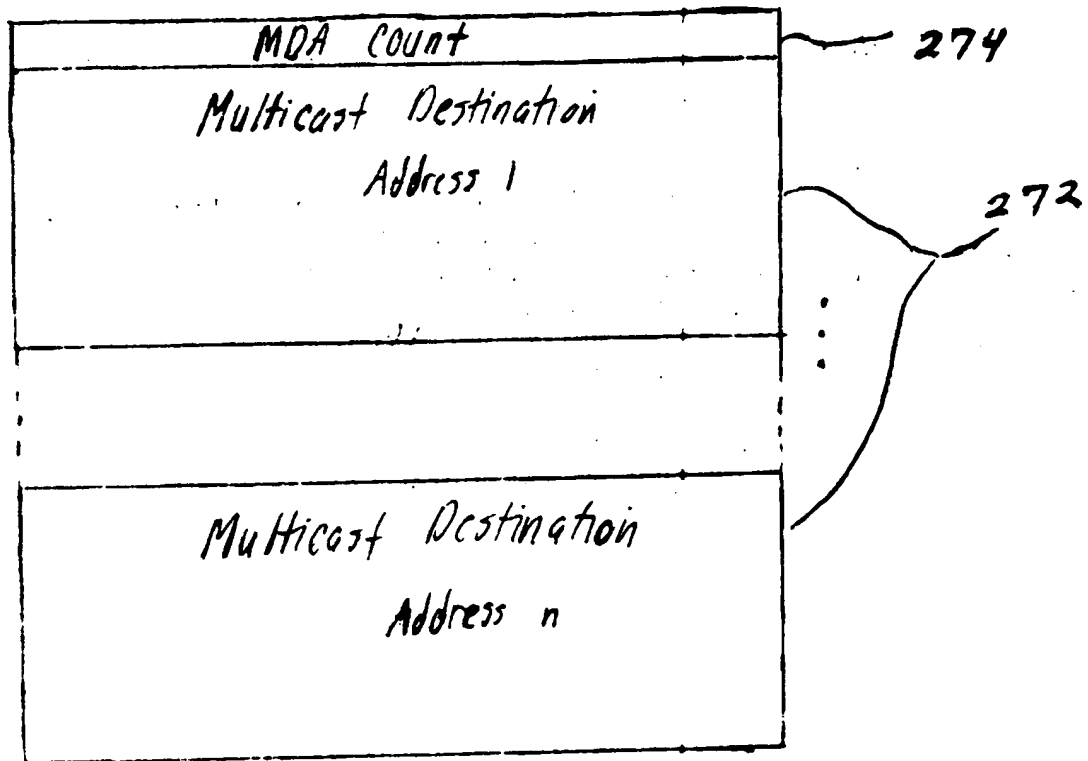 MDA Count
274
Multicast Destination
Address 1
272
Multicast Destination
Address n